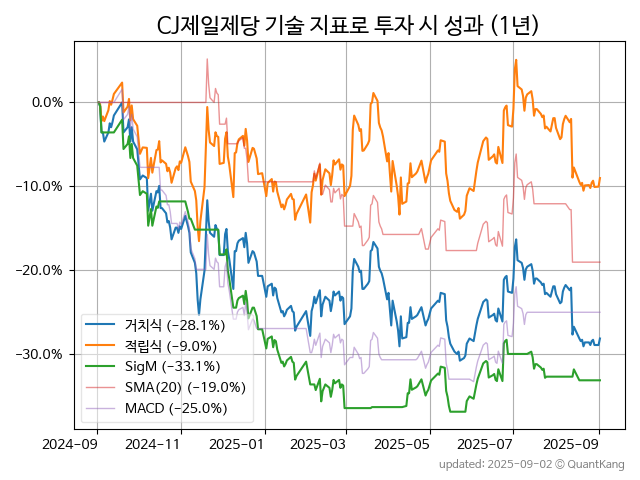 CJ제일제당 기술 지표로 투자 시 성과 (1년)
0.0%
−10.0%
−20.0%
−30.0%
거치식 (−28.1%)
적립식 (−9.0%)
SigM (−33.1%)
SMA(20) (−19.0%)
MACD (−25.0%)
2024-09 2024-11 2025-01 2025-03 2025-05 2025-07 2025-09
updated: 2025-09-02 © QuantKang